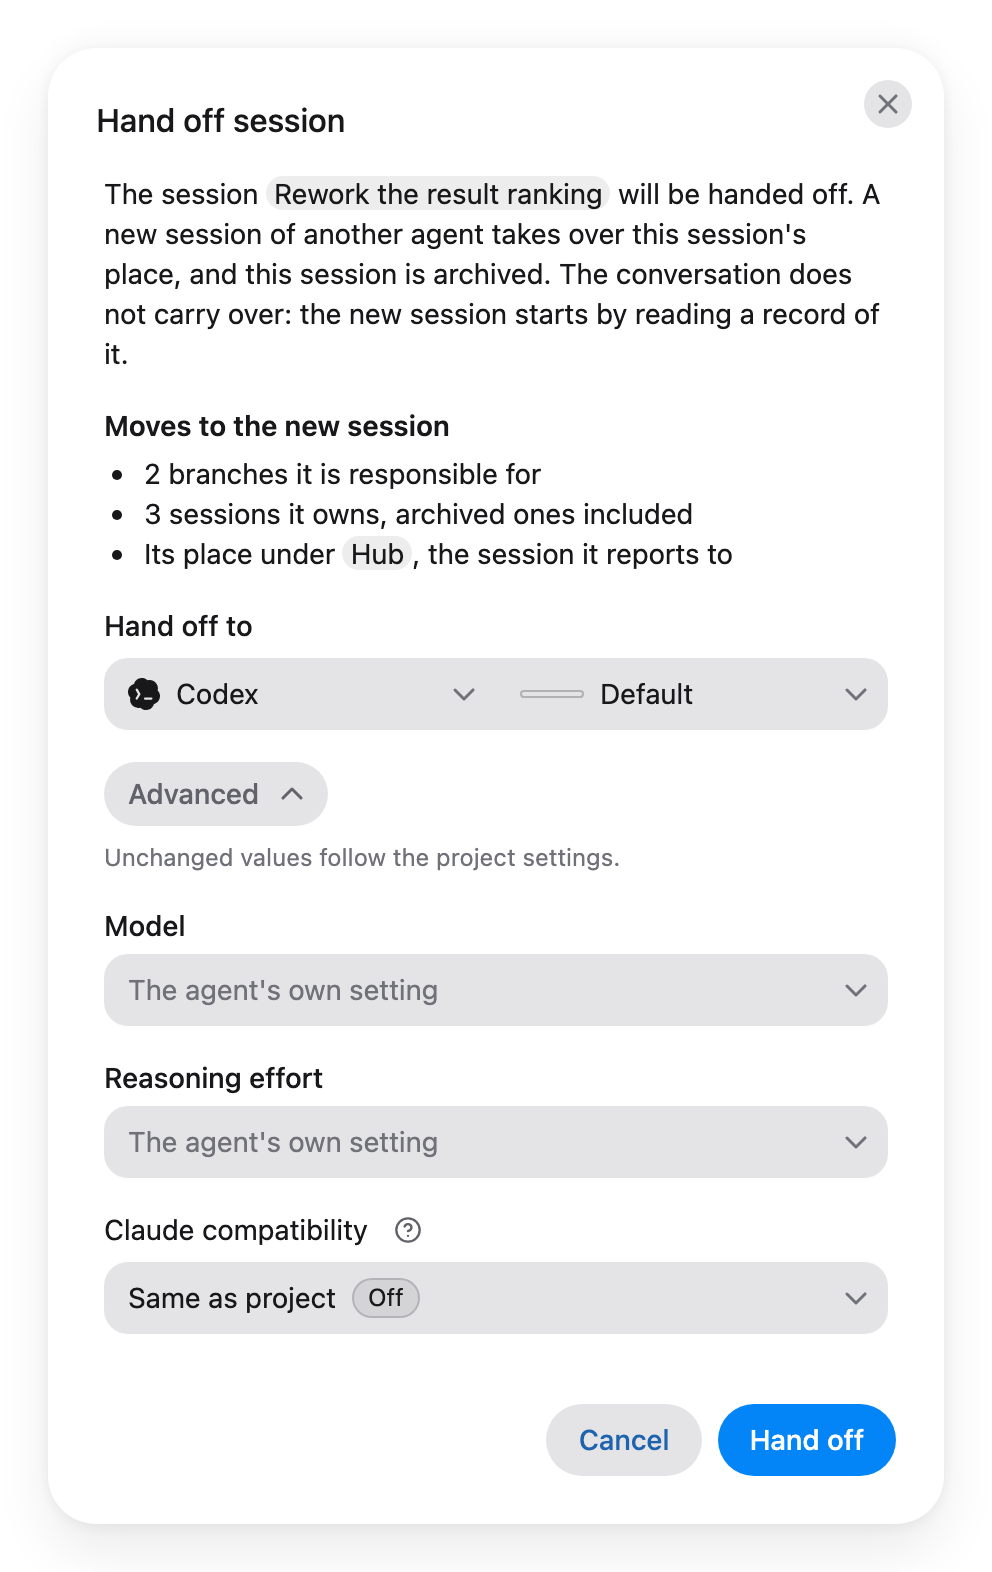 Hand off session
The session Rework the result ranking will be handed off. A
new session of another agent takes over this session's
place, and this session is archived. The conversation does
not carry over: the new session starts by reading a record of
it.
Moves to the new session
• 2 branches it is responsible for
• 3 sessions it owns, archived ones included
• Its place under Hub, the session it reports to
Hand off to
Codex Default
Advanced
Unchanged values follow the project settings.
Model
The agent's own setting
Reasoning effort
The agent's own setting
Claude compatibility ?
Same as project Off
Cancel Hand off